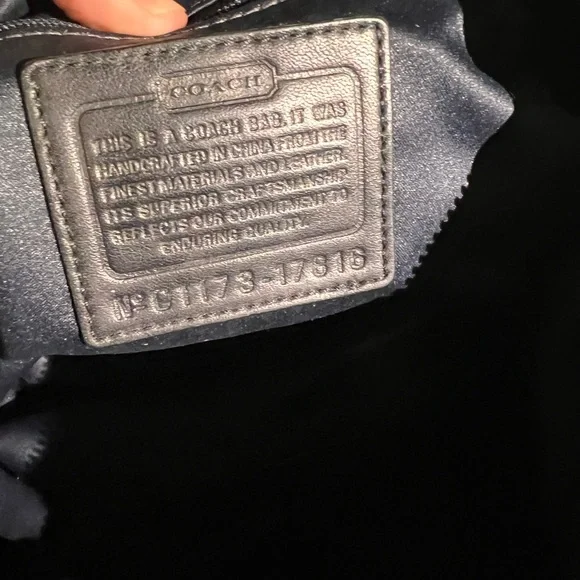 COACH
THIS IS A COACH BAG. IT WAS
HANDCRAFTED IN CHINA FROM THE
FINEST MATERIALS AND LEATHER.
ITS SUPERIOR CRAFTSMANSHIP
REFLECTS OUR COMMITMENT TO
ENDURING QUALITY.
Nº C1173-17816